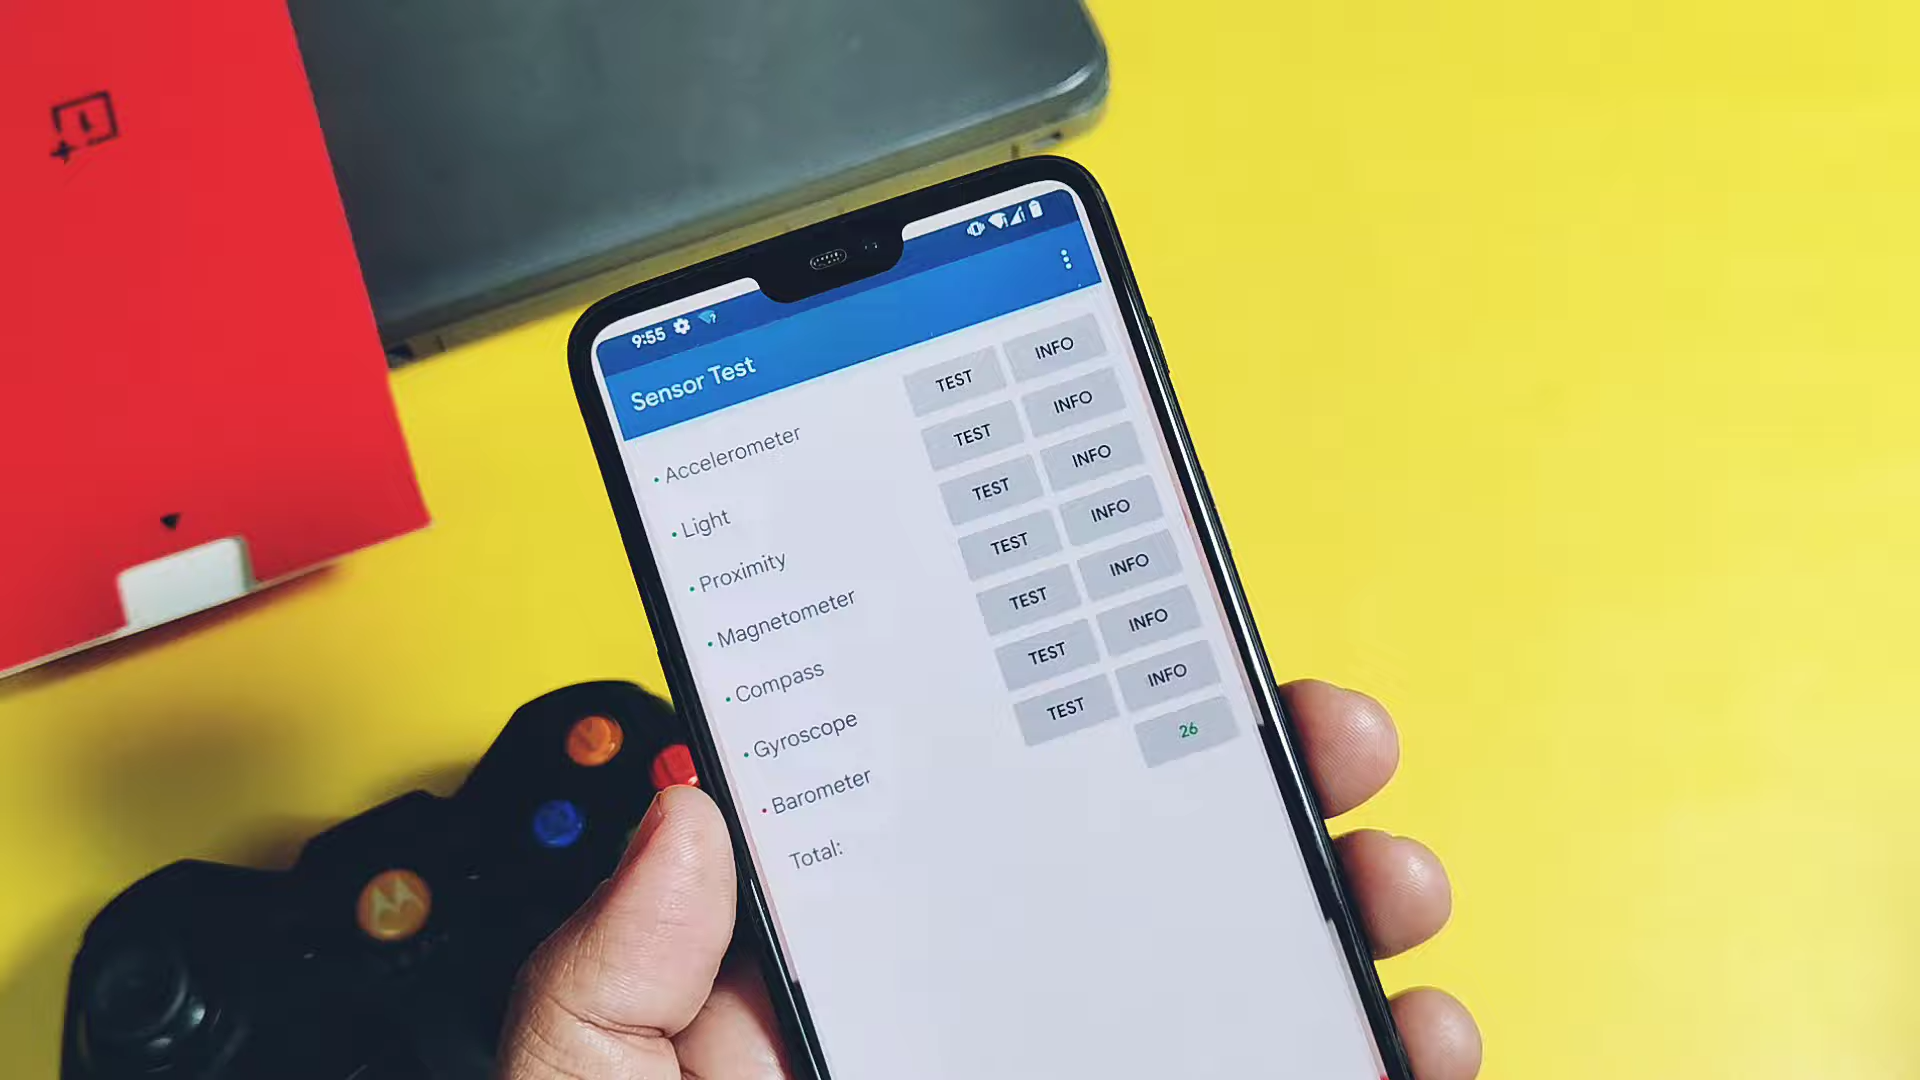 9:55
Sensor Test
Accelerometer TEST INFO
Light TEST INFO
Proximity TEST INFO
Magnetometer TEST INFO
Compass TEST INFO
Gyroscope TEST INFO
Barometer TEST INFO
Total: 26